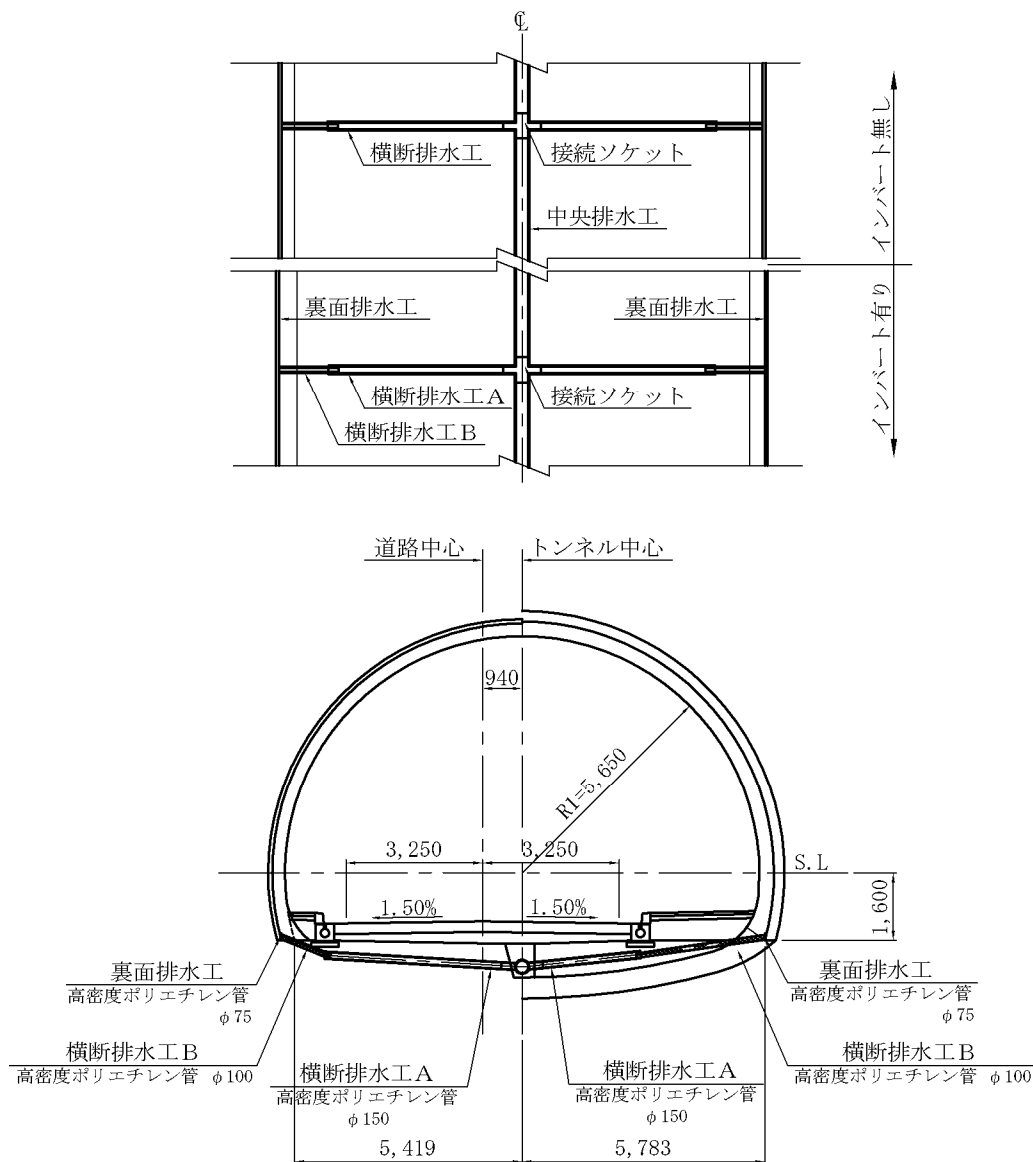 ℄
横断排水工
接続ソケット
中央排水工
インバート無し
インバート有り
裏面排水工
裏面排水工
横断排水工A
接続ソケット
横断排水工B
道路中心
トンネル中心
940
R1=5,650
3,250
3,250
S.L
1.50%
1.50%
1,600
裏面排水工
高密度ポリエチレン管
φ75
裏面排水工
高密度ポリエチレン管
φ75
横断排水工B
高密度ポリエチレン管 φ100
横断排水工A
高密度ポリエチレン管
φ150
横断排水工A
高密度ポリエチレン管
φ150
横断排水工B
高密度ポリエチレン管 φ100
5,419
5,783